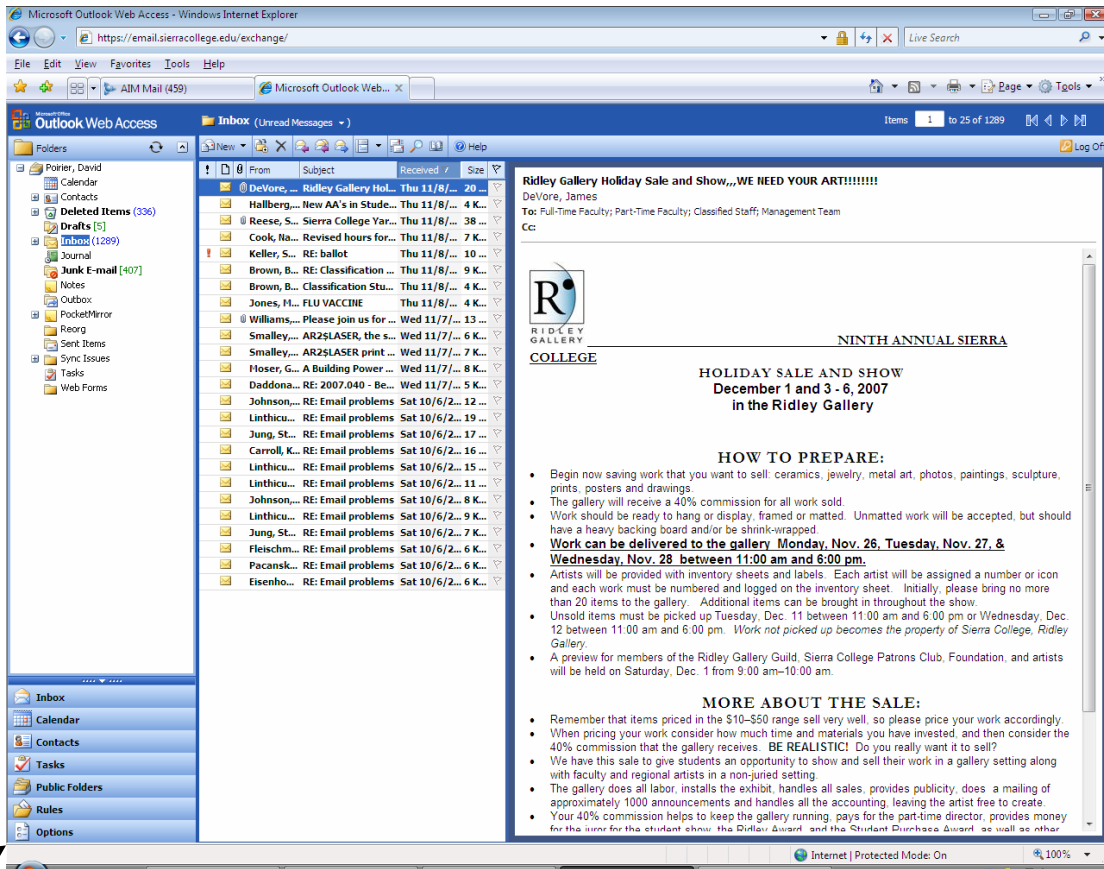 Microsoft Outlook Web Access - Windows Internet Explorer
https://email.sierracollege.edu/exchange/
Live Search
File Edit View Favorites Tools Help
AIM Mail (459)
Microsoft Outlook Web...
Page Tools
Microsoft Office
Outlook Web Access
Inbox (Unread Messages)
Items 1 to 25 of 1289
Folders
New
Help
Log Of
Poirier, David
Calendar
Contacts
Deleted Items (336)
Drafts [5]
Inbox (1289)
Journal
Junk E-mail [407]
Notes
Outbox
PocketMirror
Reorg
Sent Items
Sync Issues
Tasks
Web Forms
Inbox
Calendar
Contacts
Tasks
Public Folders
Rules
Options
! From Subject Received Size
DeVore, ... Ridley Gallery Hol... Thu 11/8/... 20 ...
Hallberg,... New AA's in Stude... Thu 11/8/... 4 K...
Reese, S... Sierra College Yar... Thu 11/8/... 38 ...
Cook, Na... Revised hours for... Thu 11/8/... 7 K...
! Keller, S... RE: ballot Thu 11/8/... 10 ...
Brown, B... RE: Classification ... Thu 11/8/... 9 K...
Brown, B... Classification Stu... Thu 11/8/... 4 K...
Jones, M... FLU VACCINE Thu 11/8/... 4 K...
Williams,... Please join us for ... Wed 11/7/... 13 ...
Smalley,... AR2$LASER, the s... Wed 11/7/... 6 K...
Smalley,... AR2$LASER print ... Wed 11/7/... 7 K...
Moser, G... A Building Power ... Wed 11/7/... 8 K...
Daddona... RE: 2007.040 - Be... Wed 11/7/... 5 K...
Johnson,... RE: Email problems Sat 10/6/2... 12 ...
Linthicu... RE: Email problems Sat 10/6/2... 19 ...
Jung, St... RE: Email problems Sat 10/6/2... 17 ...
Carroll, K... RE: Email problems Sat 10/6/2... 16 ...
Linthicu... RE: Email problems Sat 10/6/2... 15 ...
Linthicu... RE: Email problems Sat 10/6/2... 11 ...
Johnson,... RE: Email problems Sat 10/6/2... 8 K...
Linthicu... RE: Email problems Sat 10/6/2... 9 K...
Jung, St... RE: Email problems Sat 10/6/2... 7 K...
Fleischm... RE: Email problems Sat 10/6/2... 6 K...
Pacansk... RE: Email problems Sat 10/6/2... 6 K...
Eisenho... RE: Email problems Sat 10/6/2... 6 K...
Ridley Gallery Holiday Sale and Show,,,WE NEED YOUR ART!!!!!!!!
DeVore, James
To: Full-Time Faculty; Part-Time Faculty; Classified Staff; Management Team
Cc:
R
RIDLEY
GALLERY
NINTH ANNUAL SIERRA
COLLEGE
HOLIDAY SALE AND SHOW
December 1 and 3 - 6, 2007
in the Ridley Gallery
HOW TO PREPARE:
• Begin now saving work that you want to sell: ceramics, jewelry, metal art, photos, paintings, sculpture,
prints, posters and drawings.
• The gallery will receive a 40% commission for all work sold.
• Work should be ready to hang or display, framed or matted. Unmatted work will be accepted, but should
have a heavy backing board and/or be shrink-wrapped.
• Work can be delivered to the gallery Monday, Nov. 26, Tuesday, Nov. 27, &
Wednesday, Nov. 28 between 11:00 am and 6:00 pm.
• Artists will be provided with inventory sheets and labels. Each artist will be assigned a number or icon
and each work must be numbered and logged on the inventory sheet. Initially, please bring no more
than 20 items to the gallery. Additional items can be brought in throughout the show.
• Unsold items must be picked up Tuesday, Dec. 11 between 11:00 am and 6:00 pm or Wednesday, Dec.
12 between 11:00 am and 6:00 pm. Work not picked up becomes the property of Sierra College, Ridley
Gallery.
• A preview for members of the Ridley Gallery Guild, Sierra College Patrons Club, Foundation, and artists
will be held on Saturday, Dec. 1 from 9:00 am–10:00 am.
MORE ABOUT THE SALE:
• Remember that items priced in the $10–$50 range sell very well, so please price your work accordingly.
• When pricing your work consider how much time and materials you have invested, and then consider the
40% commission that the gallery receives. BE REALISTIC! Do you really want it to sell?
• We have this sale to give students an opportunity to show and sell their work in a gallery setting along
with faculty and regional artists in a non-juried setting.
• The gallery does all labor, installs the exhibit, handles all sales, provides publicity, does a mailing of
approximately 1000 announcements and handles all the accounting, leaving the artist free to create.
• Your 40% commission helps to keep the gallery running, pays for the part-time director, provides money
for the juror for the student show, the Ridley Award, and the Student Purchase Award, as well as other
Internet | Protected Mode: On
100%